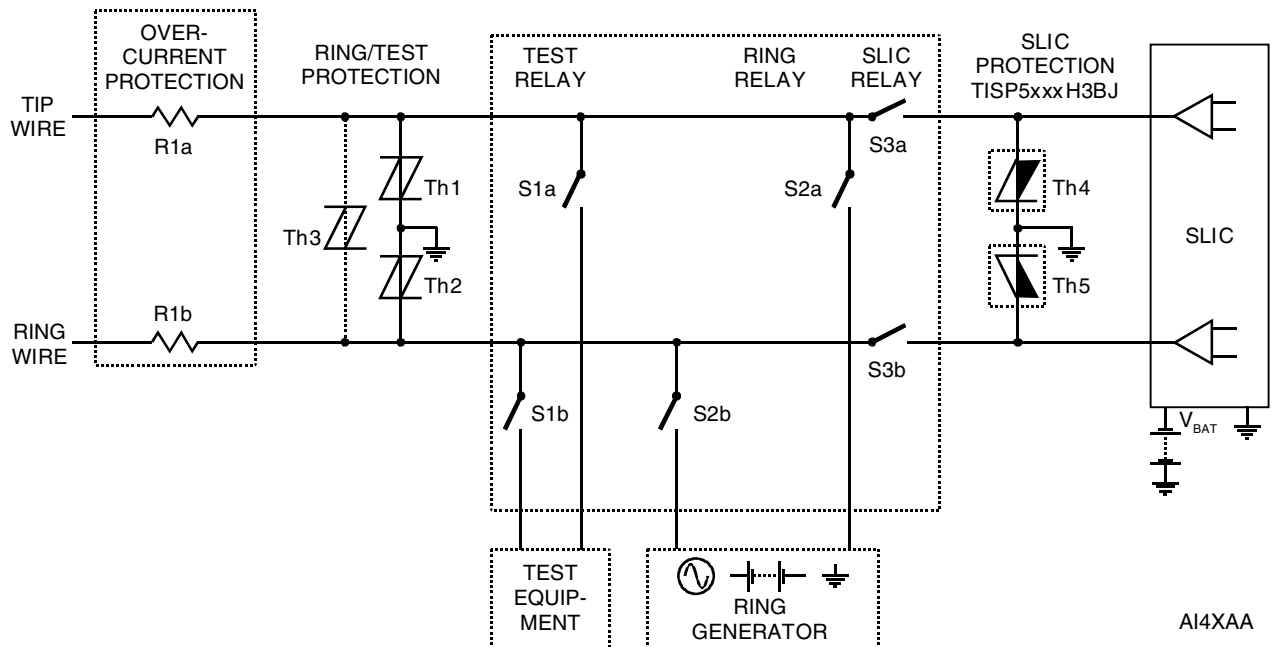 OVER-
CURRENT
PROTECTION
RING/TEST
PROTECTION
TEST
RELAY
RING
RELAY
SLIC
RELAY
SLIC
PROTECTION
TISP5xxxH3BJ
TIP
WIRE
R1a
S3a
Th1
S1a
S2a
Th4
Th3
SLIC
Th2
Th5
R1b
RING
WIRE
S3b
S1b
S2b
VBAT
TEST
EQUIP-
MENT
RING
GENERATOR
AI4XAA